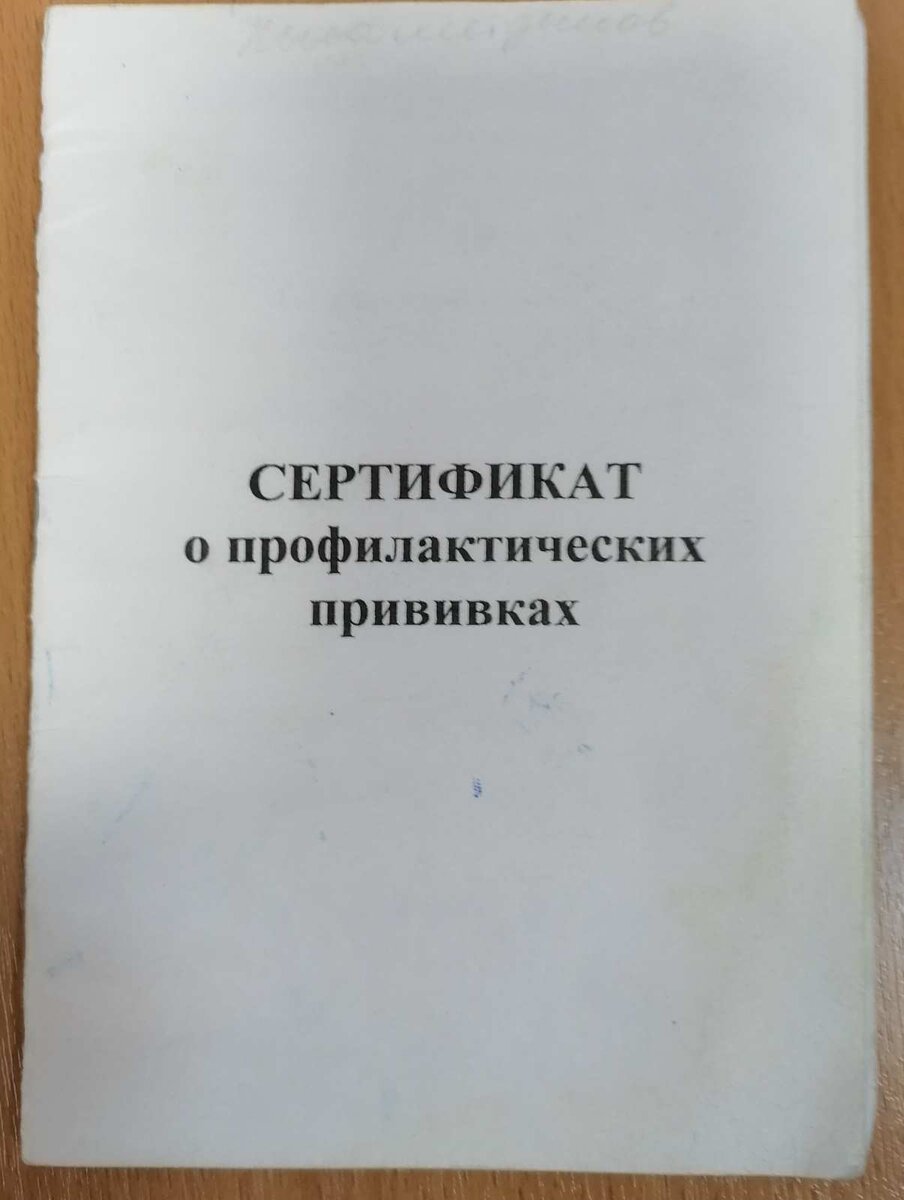 СЕРТИФИКАТ
о профилактических
прививках